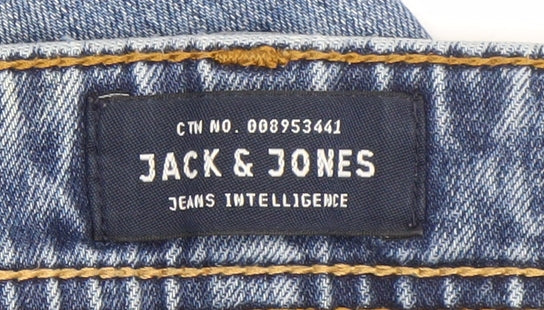 CTN NO. 008953441
JACK & JONES
JEANS INTELLIGENCE